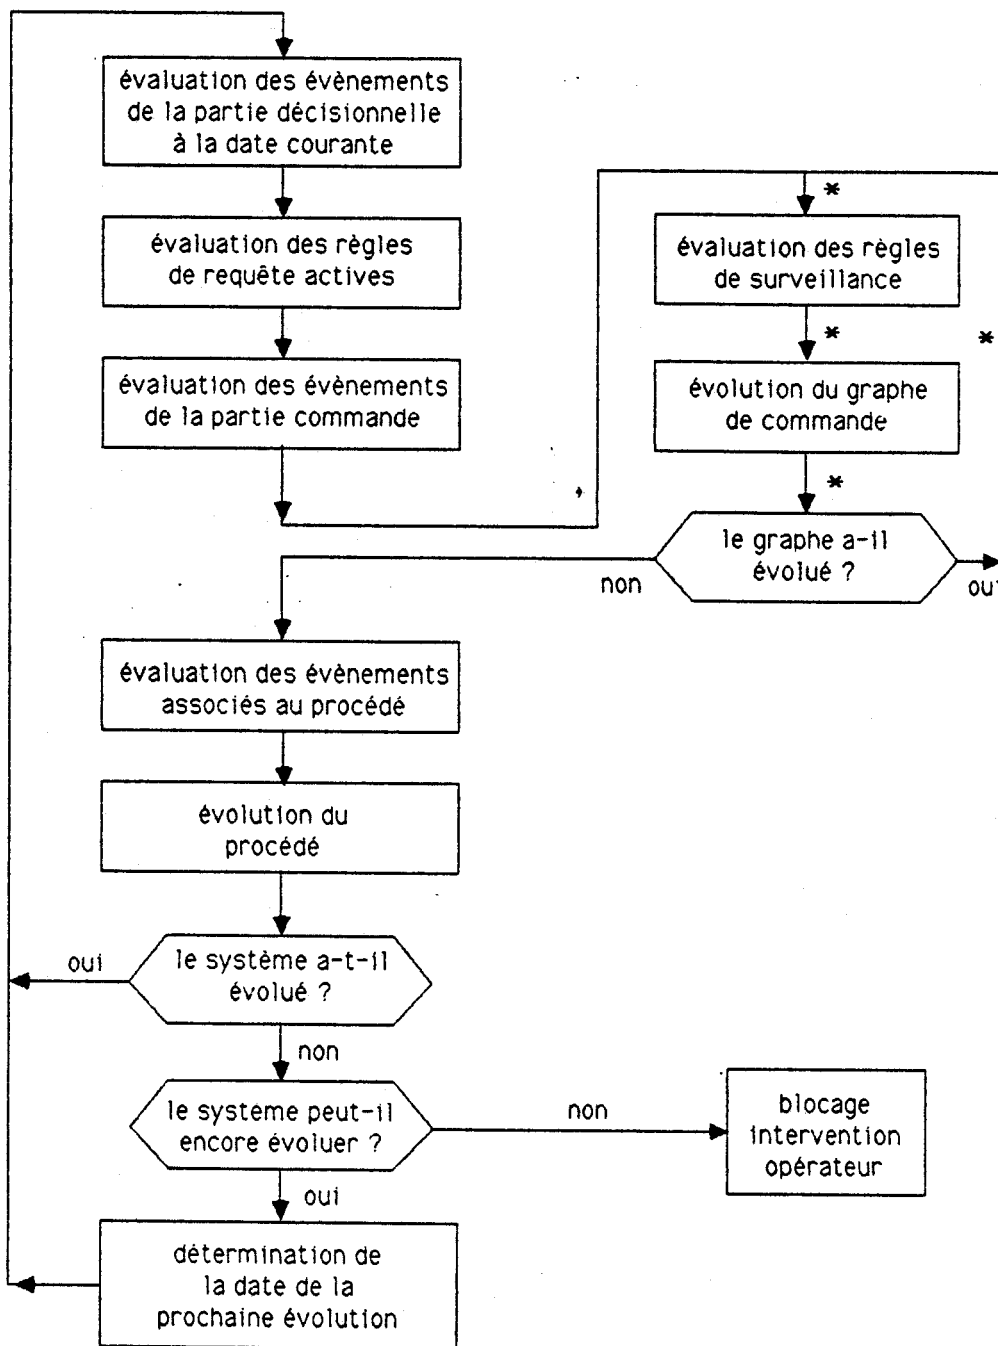 évaluation des évènements
de la partie décisionnelle
à la date courante
évaluation des règles
de requête actives
évaluation des évènements
de la partie commande
*
évaluation des règles
de surveillance
*
*
évolution du graphe
de commande
*
le graphe a-il
évolué ?
non
oui
évaluation des évènements
associés au procédé
évolution du
procédé
le système a-t-il
évolué ?
oui
non
le système peut-il
encore évoluer ?
non
blocage
intervention
opérateur
oui
détermination de
la date de la
prochaine évolution